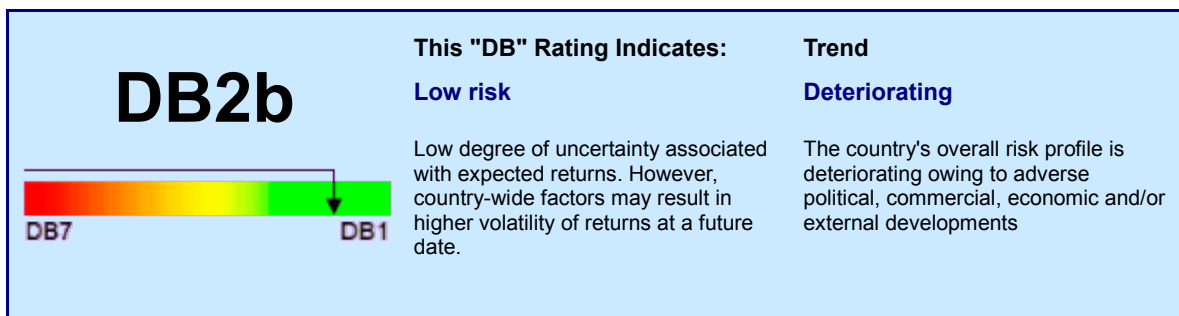 DB2b
DB7
DB1
This "DB" Rating Indicates:
Low risk
Low degree of uncertainty associated
with expected returns. However,
country-wide factors may result in
higher volatility of returns at a future
date.
Trend
Deteriorating
The country's overall risk profile is
deteriorating owing to adverse
political, commercial, economic and/or
external developments